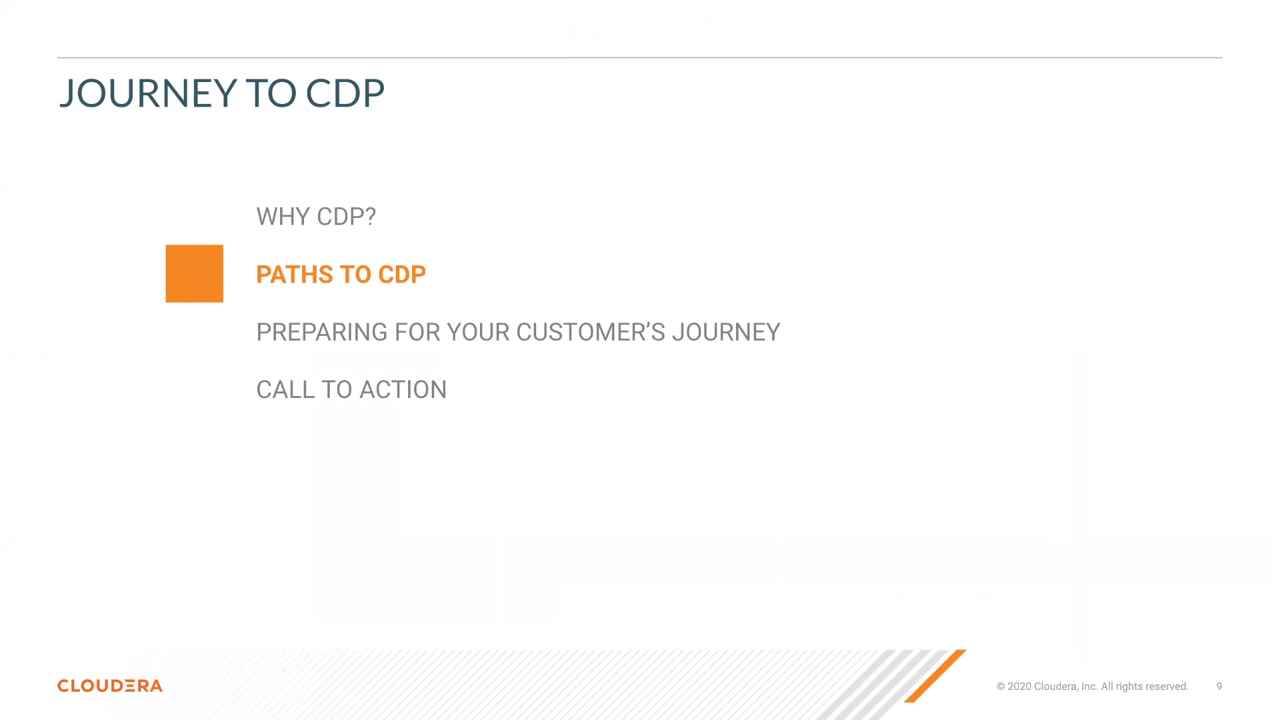 JOURNEY TO CDP
WHY CDP?
PATHS TO CDP
PREPARING FOR YOUR CUSTOMER’S JOURNEY
CALL TO ACTION
CLOUDERA
© 2020 Cloudera, Inc. All rights reserved. 9